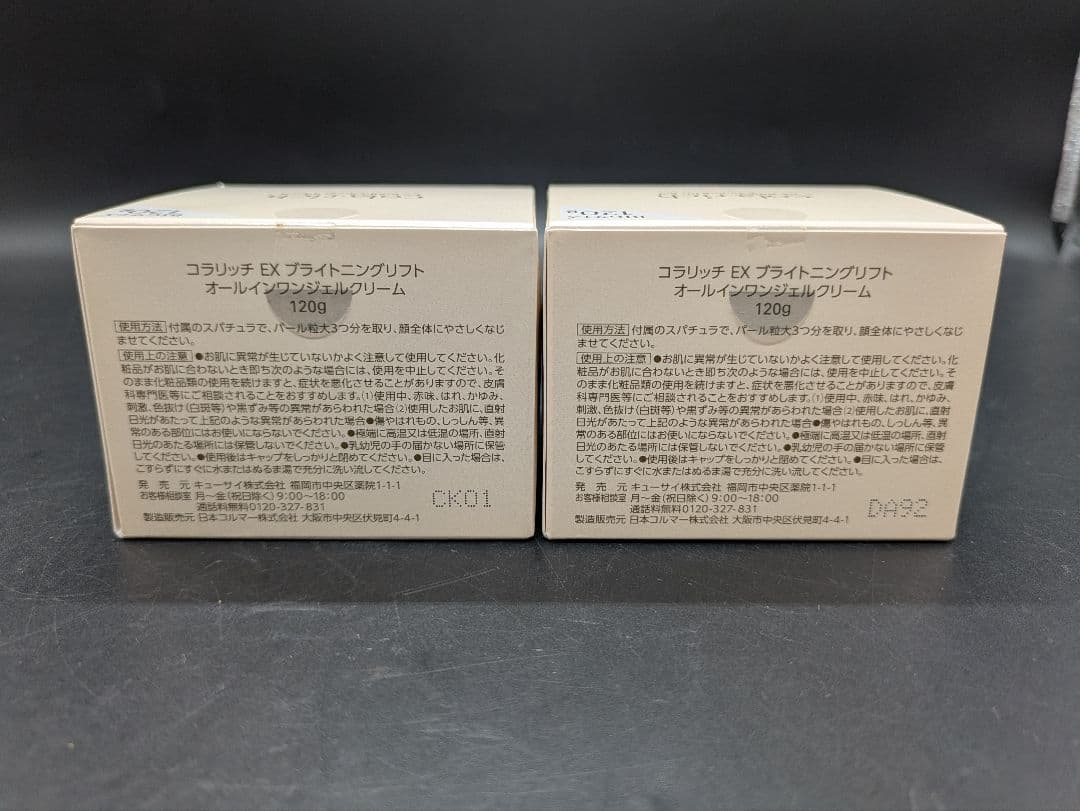 コラリッチ EX ブライトニングリフト
オールインワンジェルクリーム
120g
使用方法 付属のスパチュラで、パール粒大3つ分を取り、顔全体にやさしくなじ
ませてください。
使用上の注意 ●お肌に異常が生じていないかよく注意して使用してください。化
粧品がお肌に合わないとき即ち次のような場合には、使用を中止してください。そ
のまま化粧品類の使用を続けますと、症状を悪化させることがありますので、皮膚
科専門医等にご相談されることをおすすめします。(1)使用中、赤味、はれ、かゆみ、
刺激、色抜け(白斑等)や黒ずみ等の異常があらわれた場合(2)使用したお肌に、直射
日光があたって上記のような異常があらわれた場合●傷やはれもの、しっしん等、異
常のある部位にはお使いにならないでください。●極端に高温又は低温の場所、直射
日光のあたる場所には保管しないでください。●乳幼児の手の届かない場所に保管
してください。●使用後はキャップをしっかりと閉めてください。●目に入った場合は、
こすらずにすぐに水またはぬるま湯で充分に洗い流してください。
発売元 キューサイ株式会社 福岡市中央区薬院1-1-1
お客様相談室 月〜金(祝日除く)9:00〜18:00
通話料無料0120-327-831
製造販売元 日本コルマー株式会社 大阪市中央区伏見町4-4-1
CK01
120g
コラリッチ EX ブライトニングリフト
オールインワンジェルクリーム
120g
使用方法 付属のスパチュラで、パール粒大3つ分を取り、顔全体にやさしくなじ
ませてください。
使用上の注意 ●お肌に異常が生じていないかよく注意して使用してください。化
粧品がお肌に合わないとき即ち次のような場合には、使用を中止してください。そ
のまま化粧品類の使用を続けますと、症状を悪化させることがありますので、皮膚
科専門医等にご相談されることをおすすめします。(1)使用中、赤味、はれ、かゆみ、
刺激、色抜け(白斑等)や黒ずみ等の異常があらわれた場合(2)使用したお肌に、直射
日光があたって上記のような異常があらわれた場合●傷やはれもの、しっしん等、異
常のある部位にはお使いにならないでください。●極端に高温又は低温の場所、直射
日光のあたる場所には保管しないでください。●乳幼児の手の届かない場所に保管
してください。●使用後はキャップをしっかりと閉めてください。●目に入った場合は、
こすらずにすぐに水またはぬるま湯で充分に洗い流してください。
発売元 キューサイ株式会社 福岡市中央区薬院1-1-1
お客様相談室 月〜金(祝日除く)9:00〜18:00
通話料無料0120-327-831
製造販売元 日本コルマー株式会社 大阪市中央区伏見町4-4-1
DA92